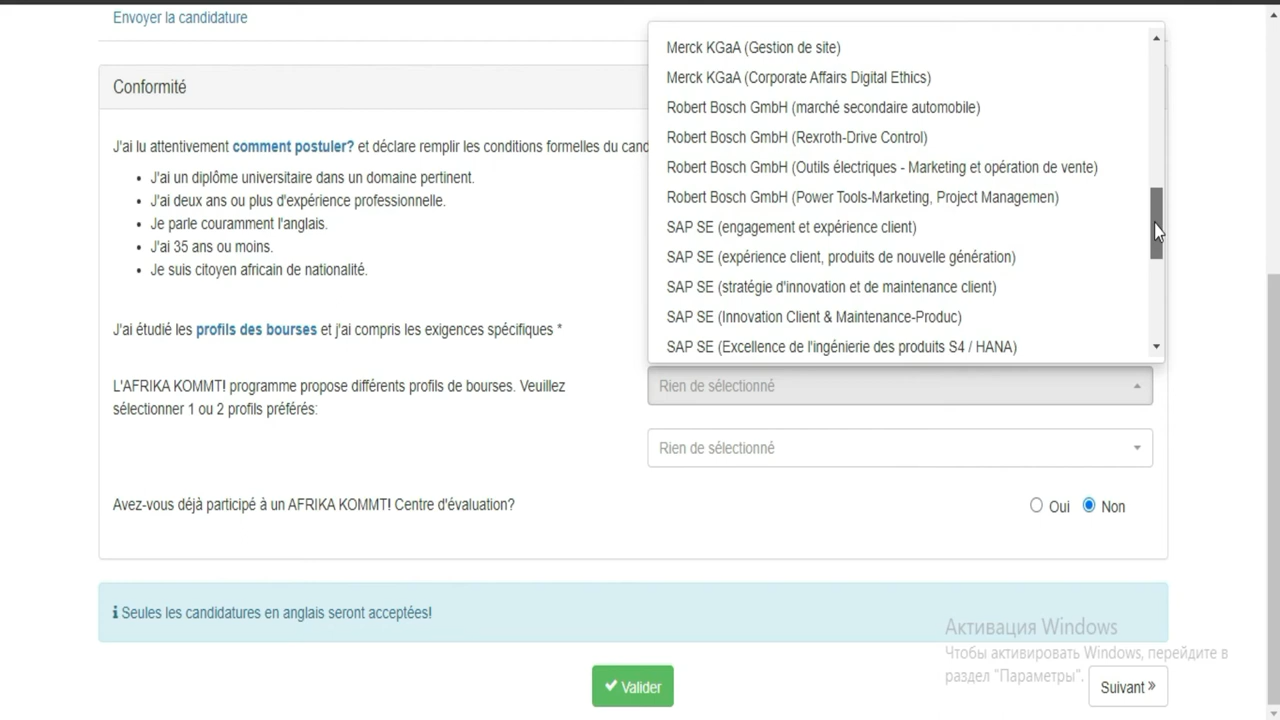 Envoyer la candidature
Conformité
J'ai lu attentivement comment postuler? et déclare remplir les conditions formelles du cand
• J'ai un diplôme universitaire dans un domaine pertinent.
• J'ai deux ans ou plus d'expérience professionnelle.
• Je parle couramment l'anglais.
• J'ai 35 ans ou moins.
• Je suis citoyen africain de nationalité.
J'ai étudié les profils des bourses et j'ai compris les exigences spécifiques *
L'AFRIKA KOMMT! programme propose différents profils de bourses. Veuillez
sélectionner 1 ou 2 profils préférés:
Merck KGaA (Gestion de site)
Merck KGaA (Corporate Affairs Digital Ethics)
Robert Bosch GmbH (marché secondaire automobile)
Robert Bosch GmbH (Rexroth-Drive Control)
Robert Bosch GmbH (Outils électriques - Marketing et opération de vente)
Robert Bosch GmbH (Power Tools-Marketing, Project Managemen)
SAP SE (engagement et expérience client)
SAP SE (expérience client, produits de nouvelle génération)
SAP SE (stratégie d'innovation et de maintenance client)
SAP SE (Innovation Client & Maintenance-Produc)
SAP SE (Excellence de l'ingénierie des produits S4 / HANA)
Rien de sélectionné
Rien de sélectionné
Avez-vous déjà participé à un AFRIKA KOMMT! Centre d'évaluation?
Oui Non
Seules les candidatures en anglais seront acceptées!
Активация Windows
Чтобы активировать Windows, перейдите в
раздел "Параметры".
Valider
Suivant »